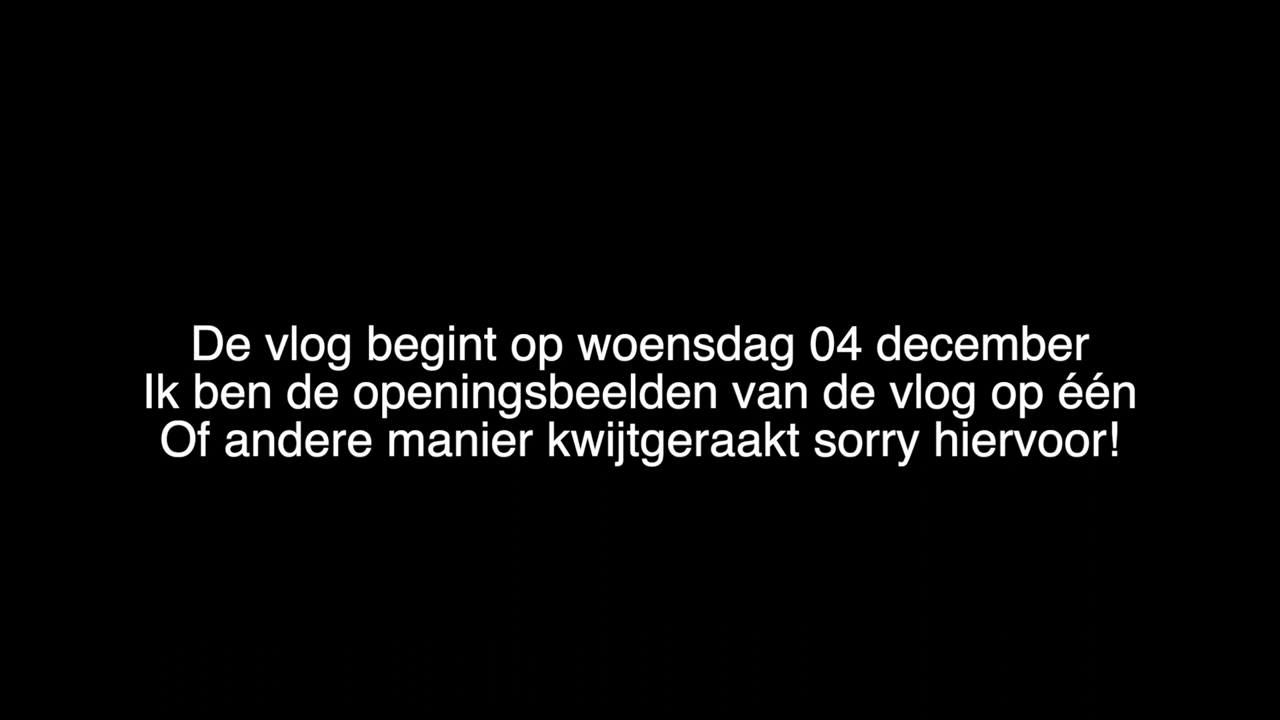 De vlog begint op woensdag 04 december
Ik ben de openingsbeelden van de vlog op één
Of andere manier kwijtgeraakt sorry hiervoor!